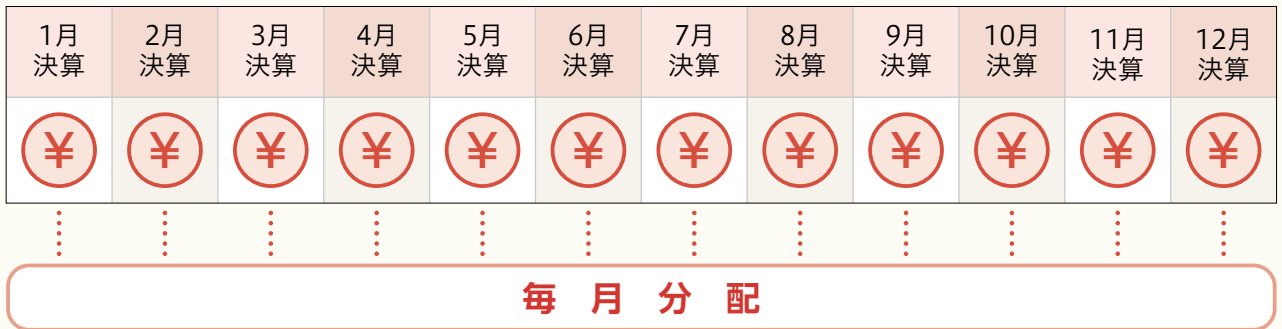 1月 2月 3月 4月 5月 6月 7月 8月 9月 10月 11月 12月
決算 決算 決算 決算 決算 決算 決算 決算 決算 決算 決算 決算
¥ ¥ ¥ ¥ ¥ ¥ ¥ ¥ ¥ ¥ ¥ ¥
毎月分配